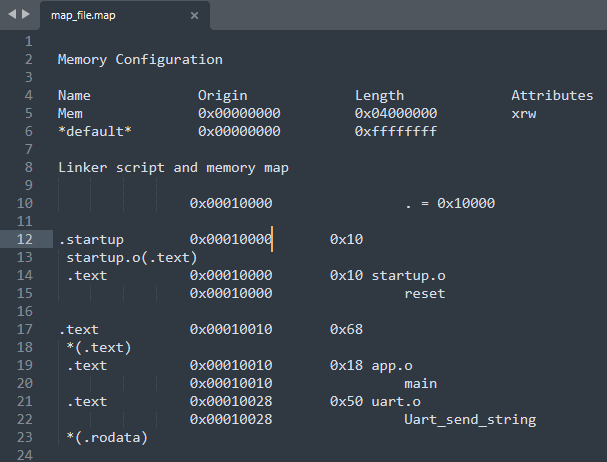 map_file.map ×
1
2 Memory Configuration
3
4 Name Origin Length Attributes
5 Mem 0x00000000 0x04000000 xrw
6 *default* 0x00000000 0xffffffff
7
8 Linker script and memory map
9
10 0x00010000 . = 0x10000
11
12 .startup 0x00010000 0x10
13 startup.o(.text)
14 .text 0x00010000 0x10 startup.o
15 0x00010000 reset
16
17 .text 0x00010010 0x68
18 *(.text)
19 .text 0x00010010 0x18 app.o
20 0x00010010 main
21 .text 0x00010028 0x50 uart.o
22 0x00010028 Uart_send_string
23 *(.rodata)
24